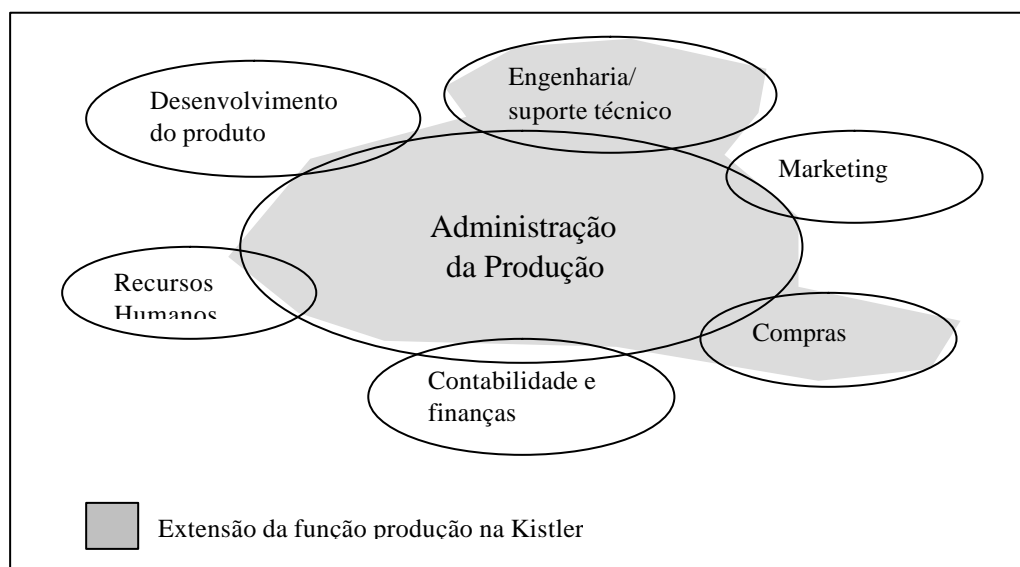 Desenvolvimento
do produto
Engenharia/
suporte técnico
Marketing
Administração
da Produção
Recursos
Humanos
Compras
Contabilidade e
finanças
Extensão da função produção na Kistler